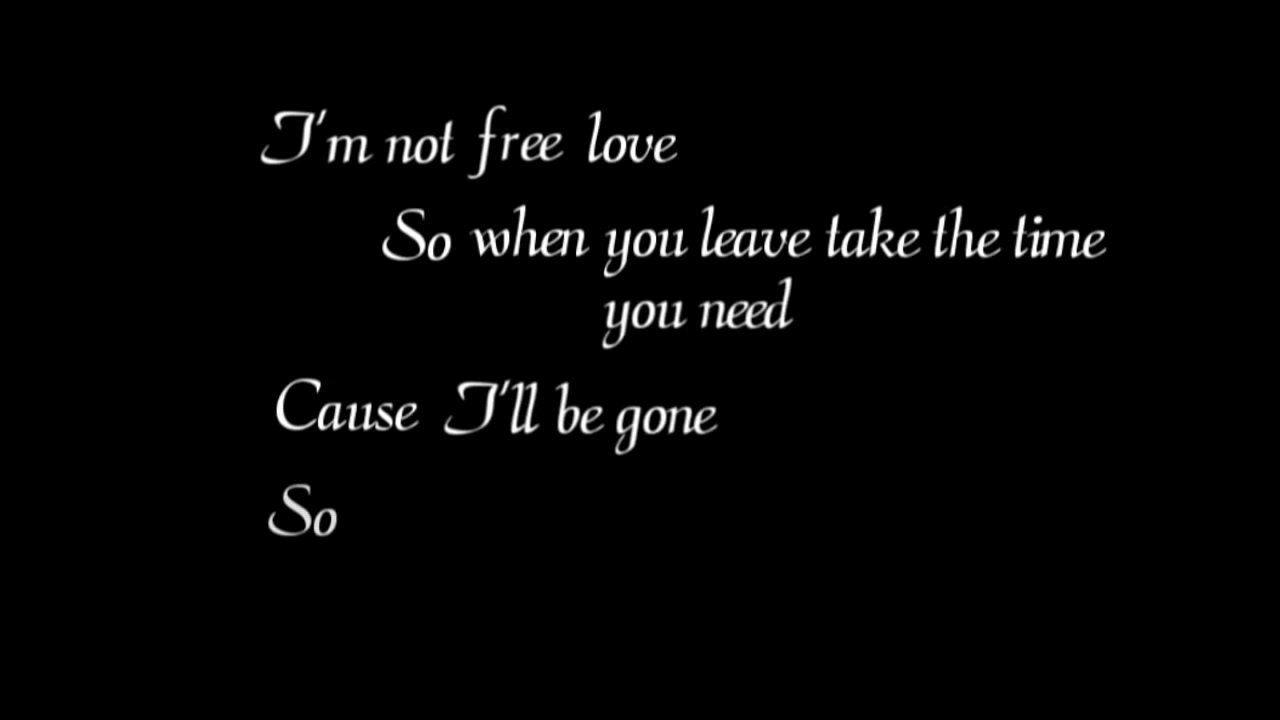 I'm not free love
So when you leave take the time
you need
Cause I'll be gone
So